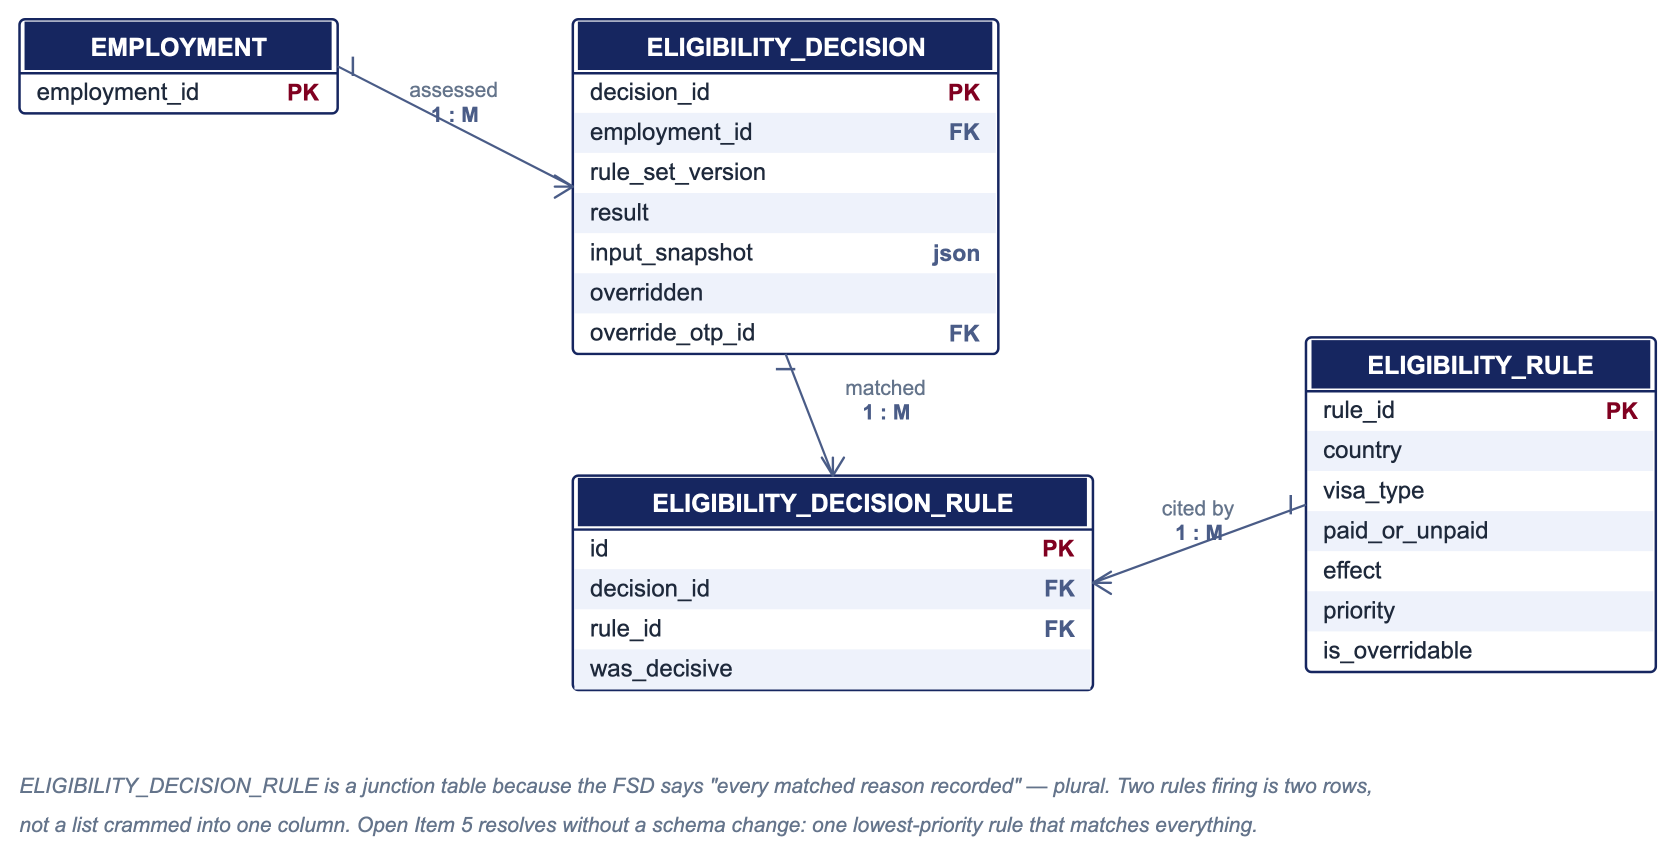 EMPLOYMENT
employment_id PK
assessed
1 : M
ELIGIBILITY_DECISION
decision_id PK
employment_id FK
rule_set_version
result
input_snapshot json
overridden
override_otp_id FK
matched
1 : M
ELIGIBILITY_DECISION_RULE
id PK
decision_id FK
rule_id FK
was_decisive
cited by
1 : M
ELIGIBILITY_RULE
rule_id PK
country
visa_type
paid_or_unpaid
effect
priority
is_overridable
ELIGIBILITY_DECISION_RULE is a junction table because the FSD says "every matched reason recorded" — plural. Two rules firing is two rows,
not a list crammed into one column. Open Item 5 resolves without a schema change: one lowest-priority rule that matches everything.